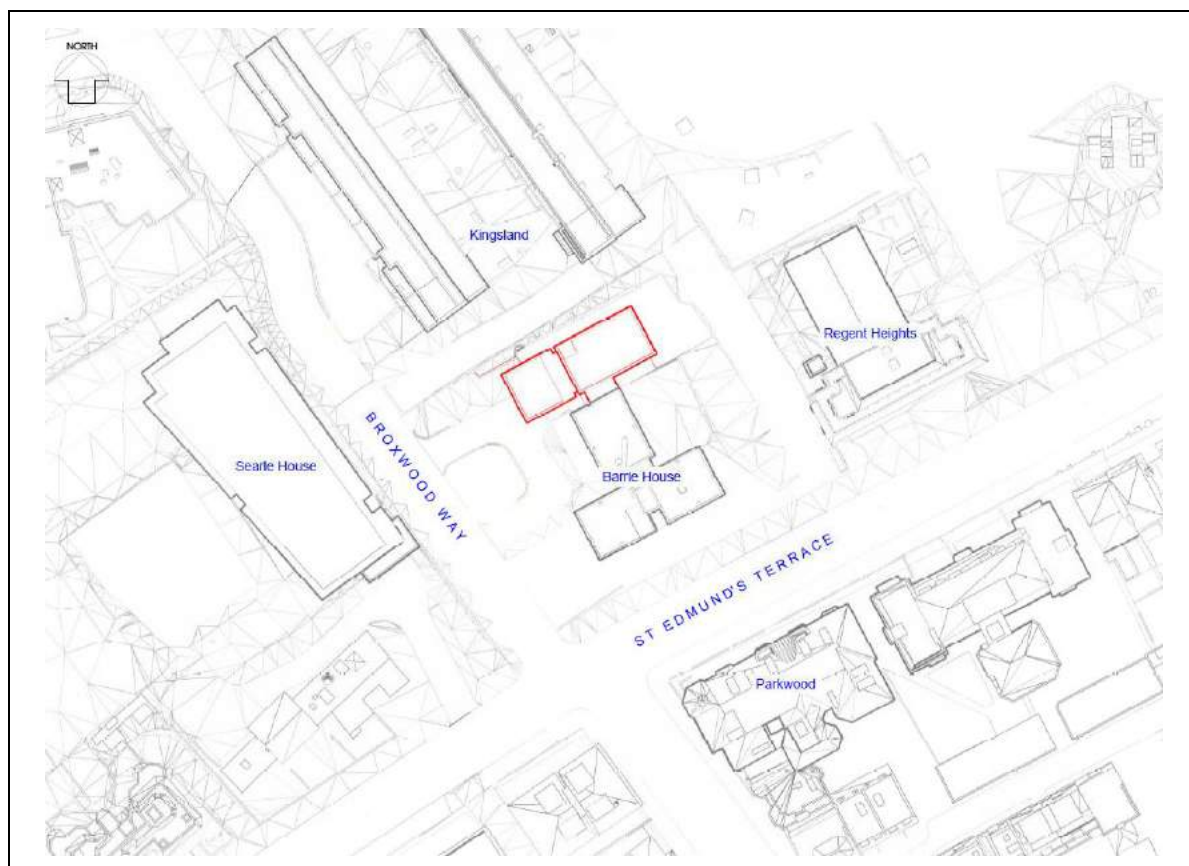 NORTH
Kingsland
Regent Heights
BROXWOOD WAY
Searle House
Barrie House
ST EDMUND'S TERRACE
Parkwood